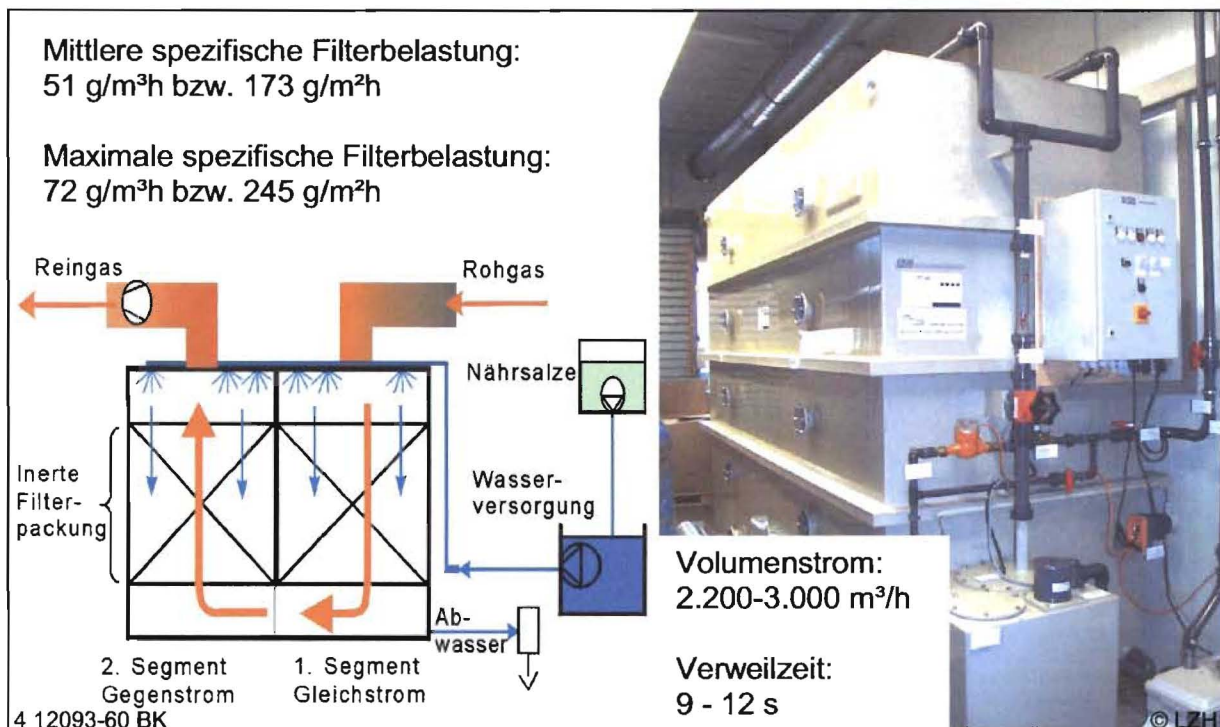 Mittlere spezifische Filterbelastung:
51 g/m³h bzw. 173 g/m²h
Maximale spezifische Filterbelastung:
72 g/m³h bzw. 245 g/m²h
Reingas
Rohgas
Nährsalze
Inerte
Filter-
packung
Wasser-
versorgung
Ab-
wasser
2. Segment
Gegenstrom
1. Segment
Gleichstrom
Volumenstrom:
2.200-3.000 m³/h
Verweilzeit:
9 - 12 s
4 12093-60 BK
© LZH